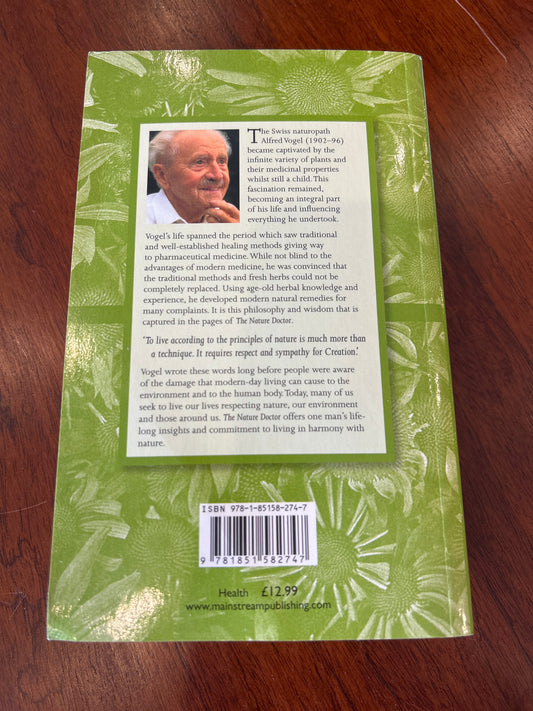 The Swiss naturopath
Alfred Vogel (1902–96)
became captivated by the
infinite variety of plants and
their medicinal properties
whilst still a child. This
fascination remained,
becoming an integral part
of his life and influencing
everything he undertook.
Vogel's life spanned the period which saw traditional
and well-established healing methods giving way
to pharmaceutical medicine. While not blind to the
advantages of modern medicine, he was convinced that
the traditional methods and fresh herbs could not be
completely replaced. Using age-old herbal knowledge and
experience, he developed modern natural remedies for
many complaints. It is this philosophy and wisdom that is
captured in the pages of The Nature Doctor.
'To live according to the principles of nature is much more than
a technique. It requires respect and sympathy for Creation.'
Vogel wrote these words long before people were aware
of the damage that modern-day living can cause to the
environment and to the human body. Today, many of us
seek to live our lives respecting nature, our environment
and those around us. The Nature Doctor offers one man's life-
long insights and commitment to living in harmony with
nature.
ISBN 978-1-85158-274-7
9 781851 582747
Health £12.99
www.mainstreampublishing.com